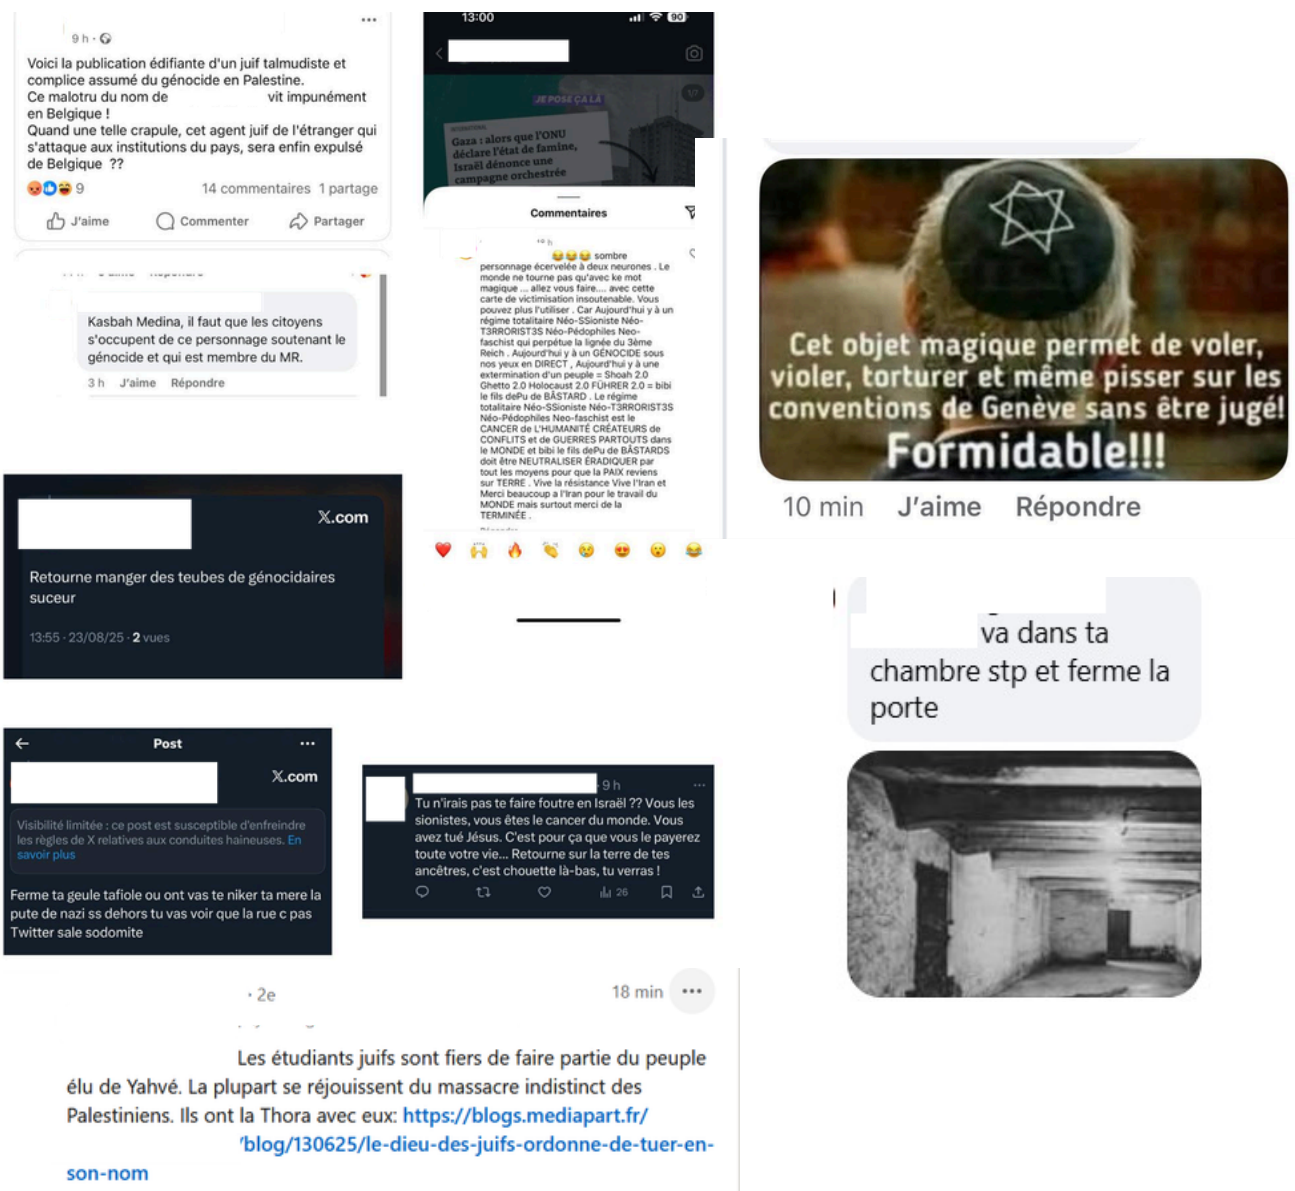 9 h
Voici la publication édifiante d'un juif talmudiste et
complice assumé du génocide en Palestine.
Ce malotru du nom de vit impunément
en Belgique !
Quand une telle crapule, cet agent juif de l'étranger qui
s'attaque aux institutions du pays, sera enfin expulsé
de Belgique ??
9
14 commentaires 1 partage
J'aime Commenter Partager
Kasbah Medina, il faut que les citoyens
s'occupent de ce personnage soutenant le
génocide et qui est membre du MR.
3 h J'aime Répondre
13:00
90
JE POSE ÇA LÀ
1/7
INTERNATIONAL
Gaza : alors que l'ONU
déclare l'état de famine,
Israël dénonce une
campagne orchestrée
Commentaires
😂😂😂 sombre
personnage écervelée à deux neurones . Le
monde ne tourne pas qu'avec ke mot
magique ... allez vous faire.... avec cette
carte de victimisation insoutenable. Vous
pouvez plus l'utiliser . Car Aujourd'hui y à un
régime totalitaire Néo-SSioniste Néo-
T3RRORIST3S Néo-Pédophiles Neo-
faschist qui perpétue la lignée du 3ème
Reich . Aujourd'hui y à un GÉNOCIDE sous
nos yeux en DIRECT , Aujourd'hui y à une
extermination d'un peuple = Shoah 2.0
Ghetto 2.0 Holocaust 2.0 FÜHRER 2.0 = bibi
le fils dePu de BÂSTARD . Le régime
totalitaire Néo-SSioniste Néo-T3RRORIST3S
Néo-Pédophiles Neo-faschist est le
CANCER de L'HUMANITÉ CRÉATEURS de
CONFLITS et de GUERRES PARTOUTS dans
le MONDE et bibi le fils dePu de BÂSTARDS
doit être NEUTRALISER ÉRADIQUER par
tout les moyens pour que la PAIX reviens
sur TERRE . Vive la résistance Vive l'Iran et
Merci beaucoup a l'Iran pour le travail du
MONDE mais surtout merci de la
TERMINÉE .
Cet objet magique permet de voler,
violer, torturer et même pisser sur les
conventions de Genève sans être jugé!
Formidable!!!
10 min J'aime Répondre
X.com
Retourne manger des teubes de génocidaires
suceur
13:55 · 23/08/25 · 2 vues
va dans ta
chambre stp et ferme la
porte
Post
X.com
Visibilité limitée : ce post est susceptible d'enfreindre
les règles de X relatives aux conduites haineuses. En
savoir plus
Ferme ta geule tafiole ou ont vas te niker ta mere la
pute de nazi ss dehors tu vas voir que la rue c pas
Twitter sale sodomite
9 h
Tu n'irais pas te faire foutre en Israël ?? Vous les
sionistes, vous êtes le cancer du monde. Vous
avez tué Jésus. C'est pour ça que vous le payerez
toute votre vie... Retourne sur la terre de tes
ancêtres, c'est chouette là-bas, tu verras !
26
· 2e
18 min
Les étudiants juifs sont fiers de faire partie du peuple
élu de Yahvé. La plupart se réjouissent du massacre indistinct des
Palestiniens. Ils ont la Thora avec eux: https://blogs.mediapart.fr/
/blog/130625/le-dieu-des-juifs-ordonne-de-tuer-en-
son-nom